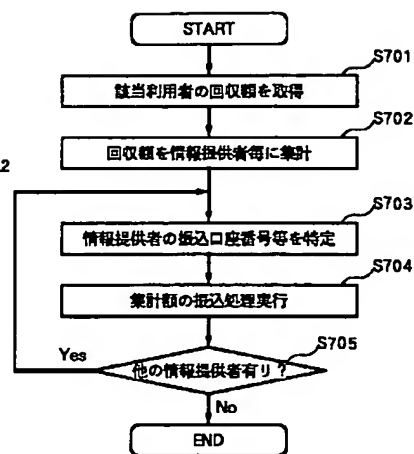 START
S701
該当利用者の回収額を取得
S702
回収額を情報提供者毎に集計
2
S703
情報提供者の振込口座番号等を特定
S704
集計額の振込処理実行
S705
他の情報提供者有リ?
Yes
No
END